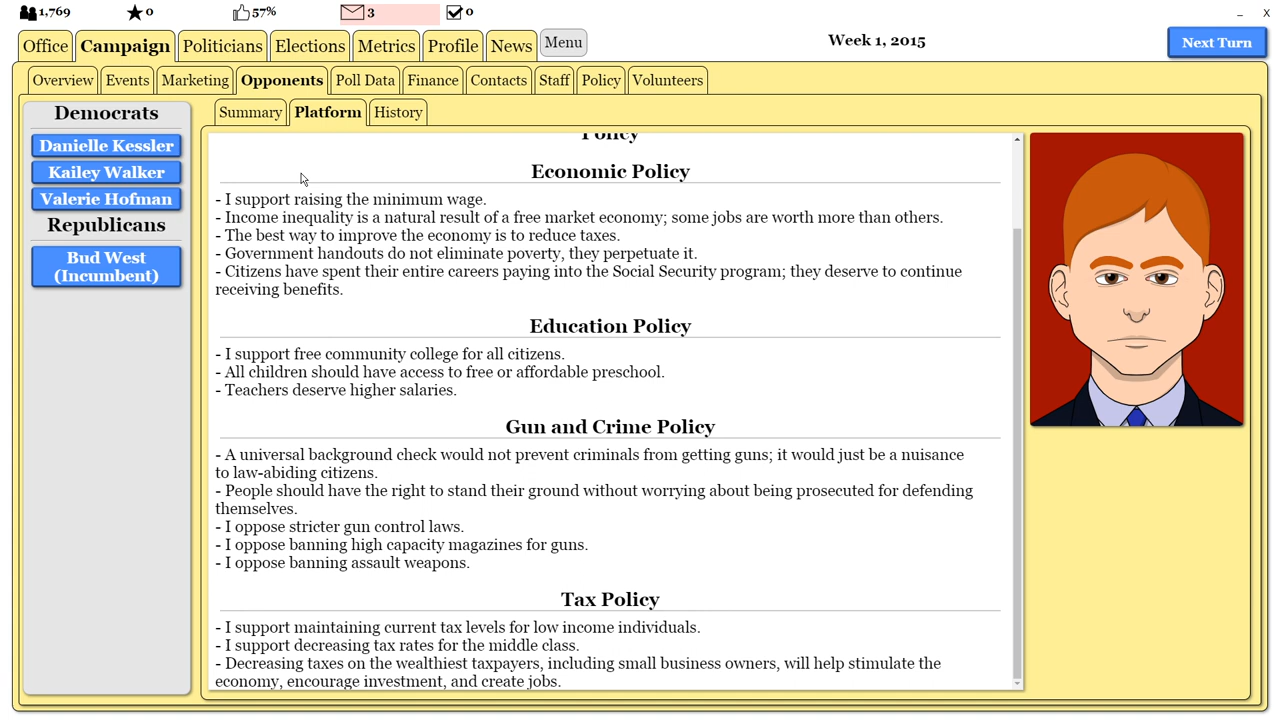 1,769 0 57% 3 0 _ X
Office Campaign Politicians Elections Metrics Profile News Menu Week 1, 2015 Next Turn
Overview Events Marketing Opponents Poll Data Finance Contacts Staff Policy Volunteers
Democrats
Danielle Kessler
Kailey Walker
Valerie Hofman
Republicans
Bud West
(Incumbent)
Summary Platform History
Policy
Economic Policy
- I support raising the minimum wage.
- Income inequality is a natural result of a free market economy; some jobs are worth more than others.
- The best way to improve the economy is to reduce taxes.
- Government handouts do not eliminate poverty, they perpetuate it.
- Citizens have spent their entire careers paying into the Social Security program; they deserve to continue
receiving benefits.
Education Policy
- I support free community college for all citizens.
- All children should have access to free or affordable preschool.
- Teachers deserve higher salaries.
Gun and Crime Policy
- A universal background check would not prevent criminals from getting guns; it would just be a nuisance
to law-abiding citizens.
- People should have the right to stand their ground without worrying about being prosecuted for defending
themselves.
- I oppose stricter gun control laws.
- I oppose banning high capacity magazines for guns.
- I oppose banning assault weapons.
Tax Policy
- I support maintaining current tax levels for low income individuals.
- I support decreasing tax rates for the middle class.
- Decreasing taxes on the wealthiest taxpayers, including small business owners, will help stimulate the
economy, encourage investment, and create jobs.